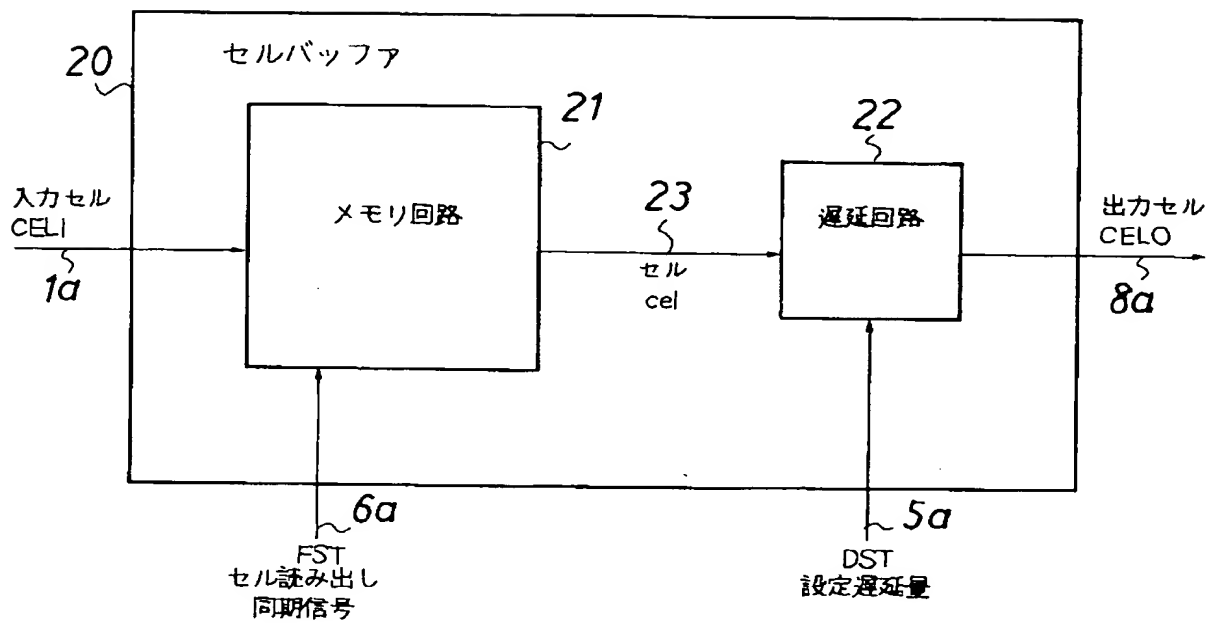 セルバッファ
20
21
22
入力セル
CELI
1a
メモリ回路
23
セル
cel
遅延回路
出力セル
CELO
8a
6a
FST
セル読み出し
同期信号
5a
DST
設定遅延量